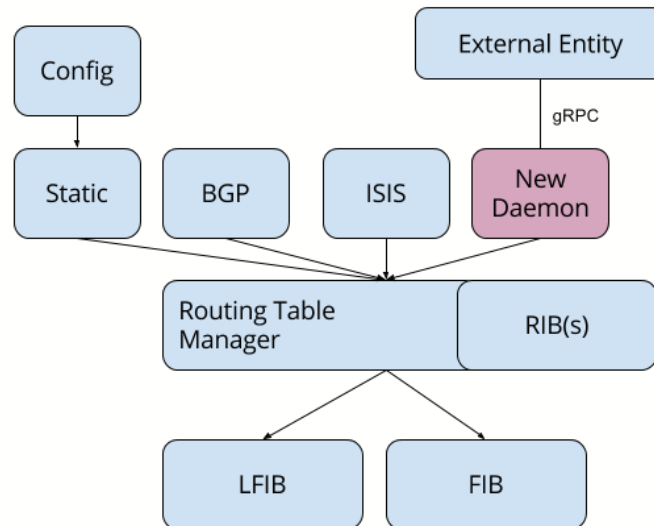 External Entity
Config
gRPC
Static
BGP
ISIS
New
Daemon
Routing Table
Manager
RIB(s)
LFIB
FIB